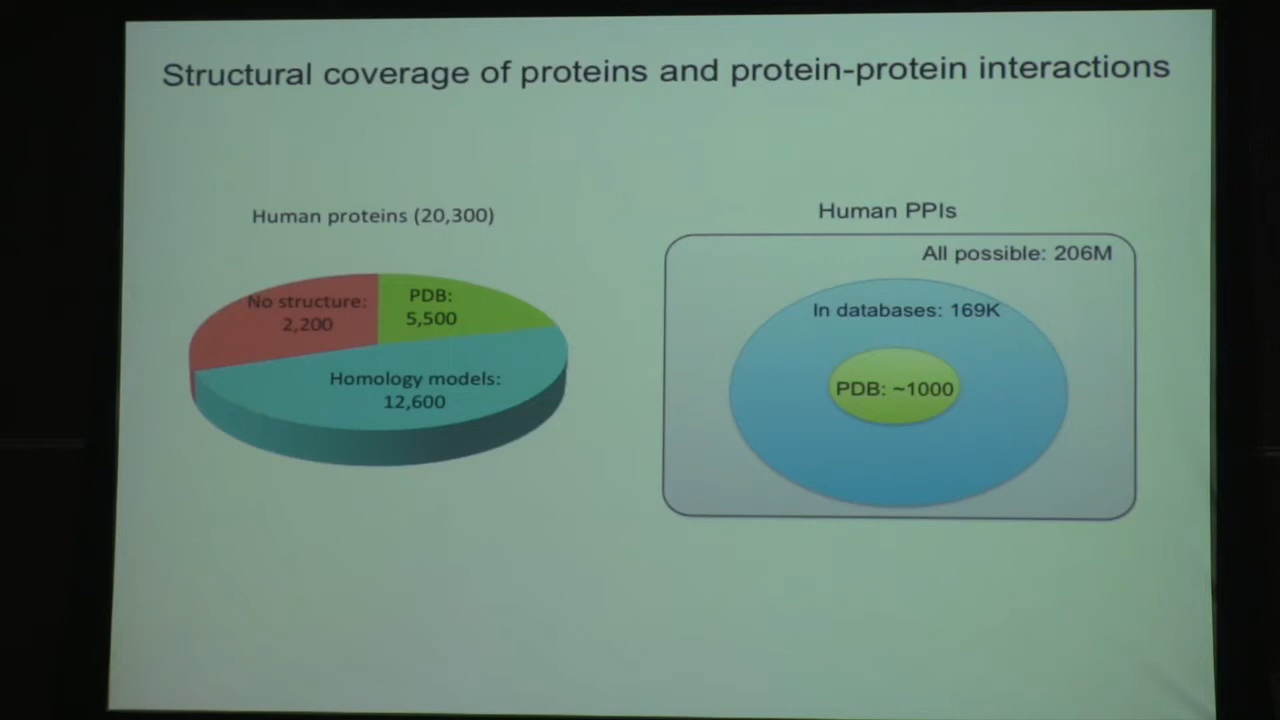 Structural coverage of proteins and protein-protein interactions
Human proteins (20,300)
No structure:
2,200
PDB:
5,500
Homology models:
12,600
Human PPIs
All possible: 206M
In databases: 169K
PDB: ~1000